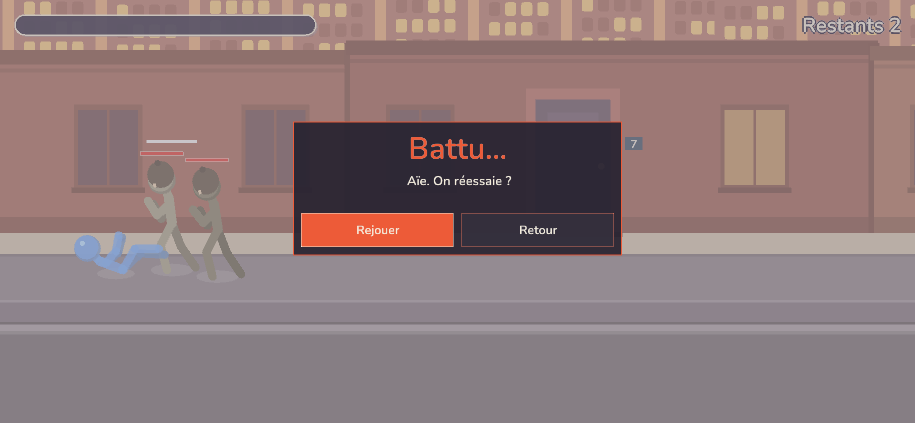 Restants 2
Battu...
Aïe. On réessaie ?
7
Rejouer
Retour